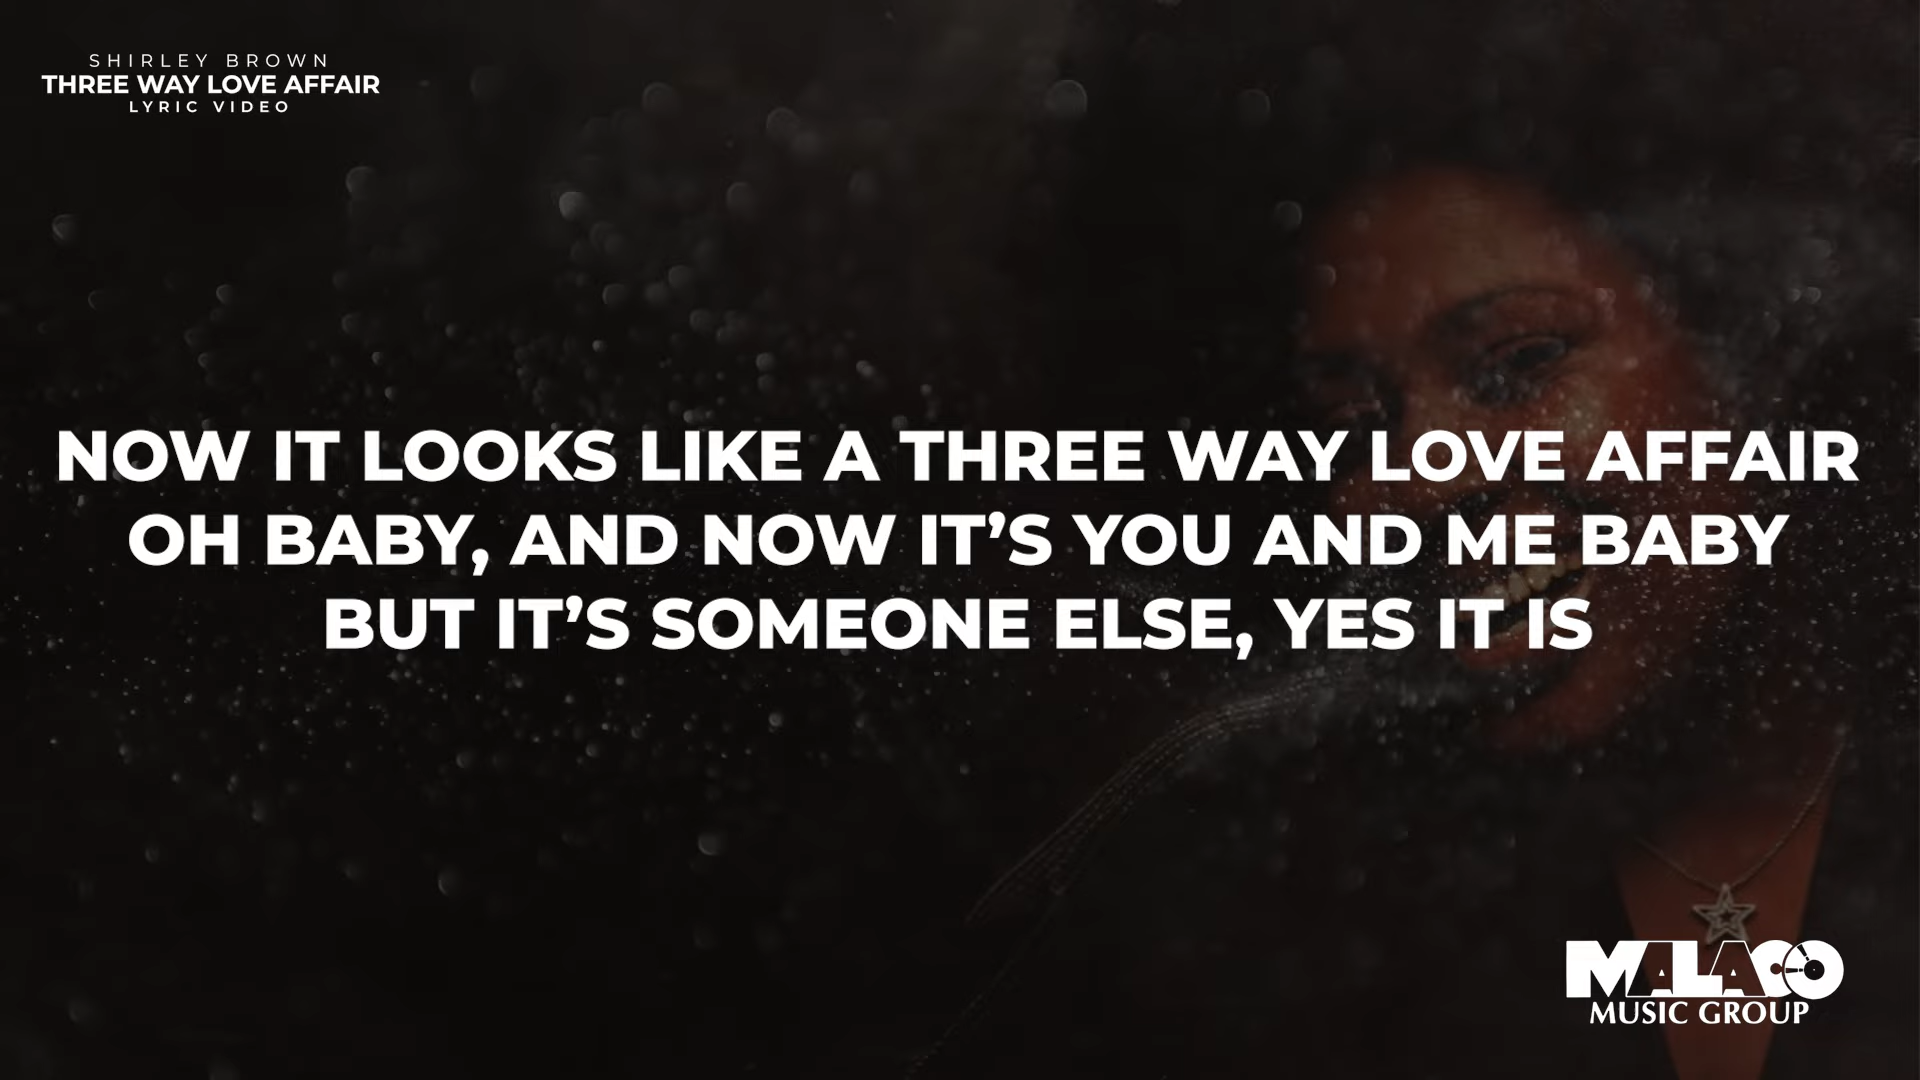 SHIRLEY BROWN
THREE WAY LOVE AFFAIR
LYRIC VIDEO
NOW IT LOOKS LIKE A THREE WAY LOVE AFFAIR
OH BABY, AND NOW IT’S YOU AND ME BABY
BUT IT’S SOMEONE ELSE, YES IT IS
MALACO
MUSIC GROUP